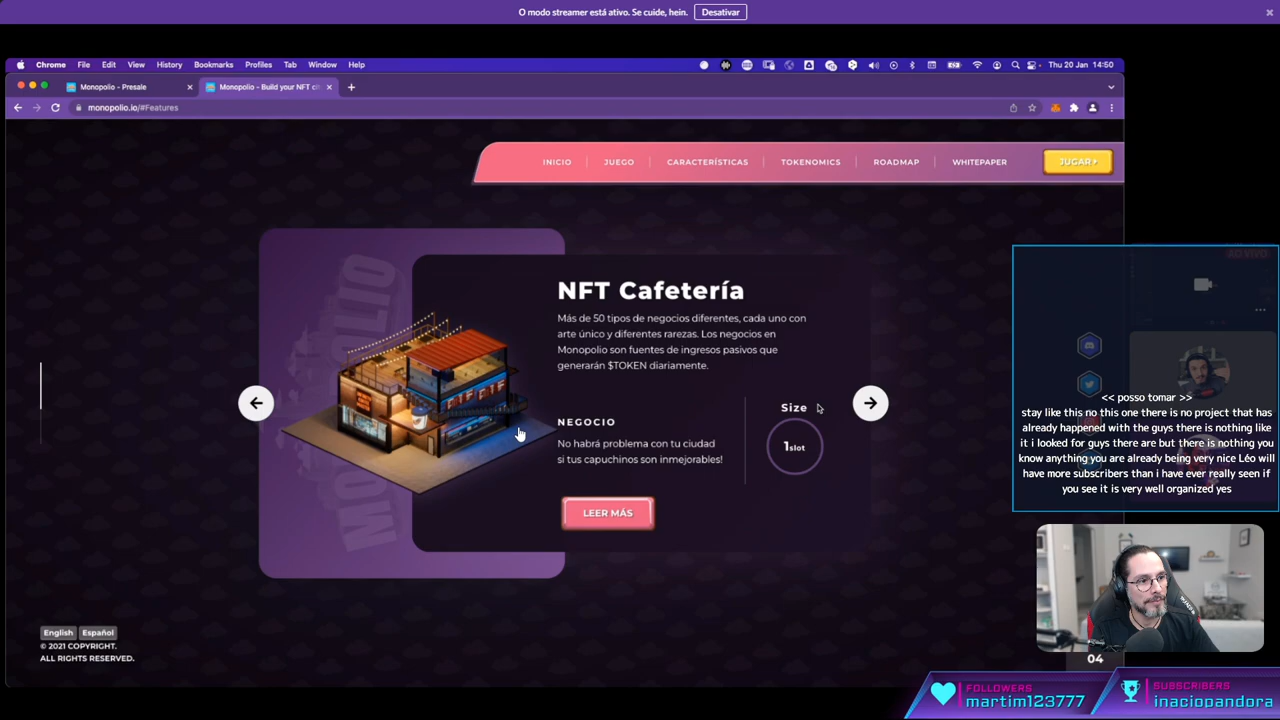 O modo streamer está ativo. Se cuide, hein.
Desativar
Chrome File Edit View History Bookmarks Profiles Tab Window Help
Thu 20 Jan 14:50
Monopolio - Presale
Monopolio - Build your NFT cit
monopolio.io/#Features
INICIO
JUEGO
CARACTERÍSTICAS
TOKENOMICS
ROADMAP
WHITEPAPER
JUGAR
MONOPOLIO
NFT Cafetería
Más de 50 tipos de negocios diferentes, cada uno con
arte único y diferentes rarezas. Los negocios en
Monopolio son fuentes de ingresos pasivos que
generarán $TOKEN diariamente.
NEGOCIO
No habrá problema con tu ciudad
si tus capuchinos son inmejorables!
Size
1slot
LEER MÁS
AO VIVO
<< posso tomar >>
stay like this no this one there is no project that has
already happened with the guys there is nothing like
it i looked for guys there are but there is nothing you
know anything you are already being very nice Léo will
have more subscribers than i have ever really seen if
you see it is very well organized yes
English Español
© 2021 COPYRIGHT.
ALL RIGHTS RESERVED.
04
FOLLOWERS
martim123777
SUBSCRIBERS
inaciopandora